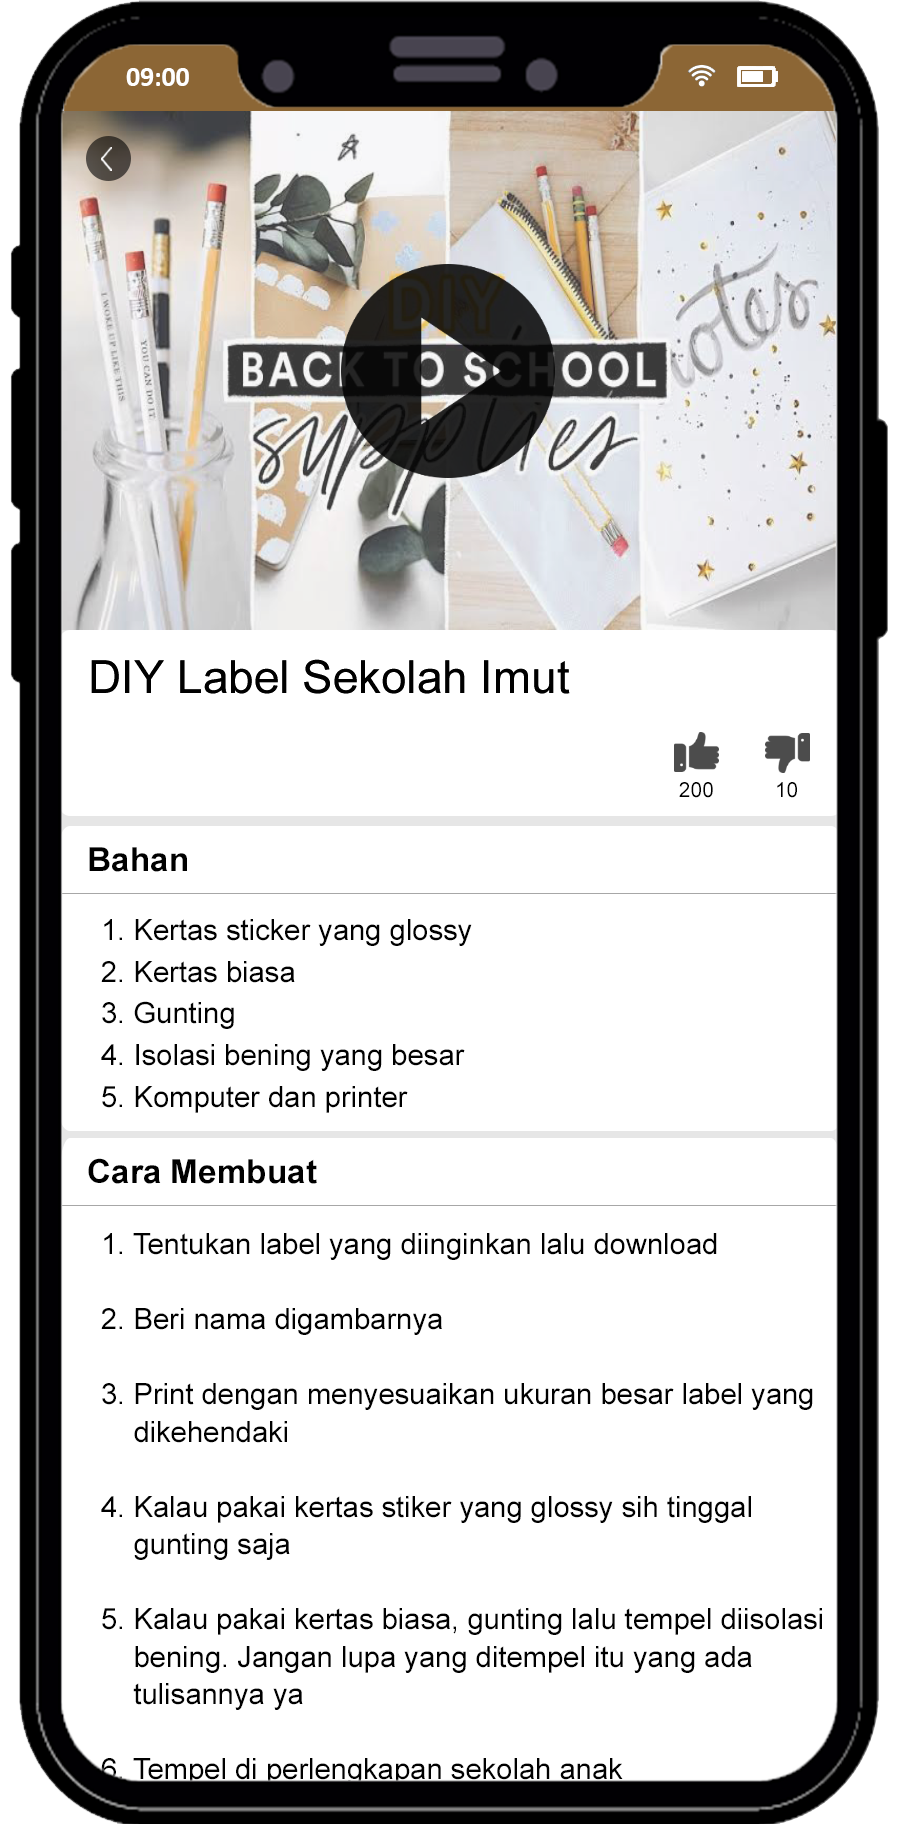 09:00
I WOKE UP LIKE THIS
YOU CAN DO IT
DIY
BACK TO SCHOOL
supplies
notes
DIY Label Sekolah Imut
200
10
Bahan
1. Kertas sticker yang glossy
2. Kertas biasa
3. Gunting
4. Isolasi bening yang besar
5. Komputer dan printer
Cara Membuat
1. Tentukan label yang diinginkan lalu download
2. Beri nama digambarnya
3. Print dengan menyesuaikan ukuran besar label yang
dikehendaki
4. Kalau pakai kertas stiker yang glossy sih tinggal
gunting saja
5. Kalau pakai kertas biasa, gunting lalu tempel diisolasi
bening. Jangan lupa yang ditempel itu yang ada
tulisannya ya
6. Tempel di perlengkapan sekolah anak